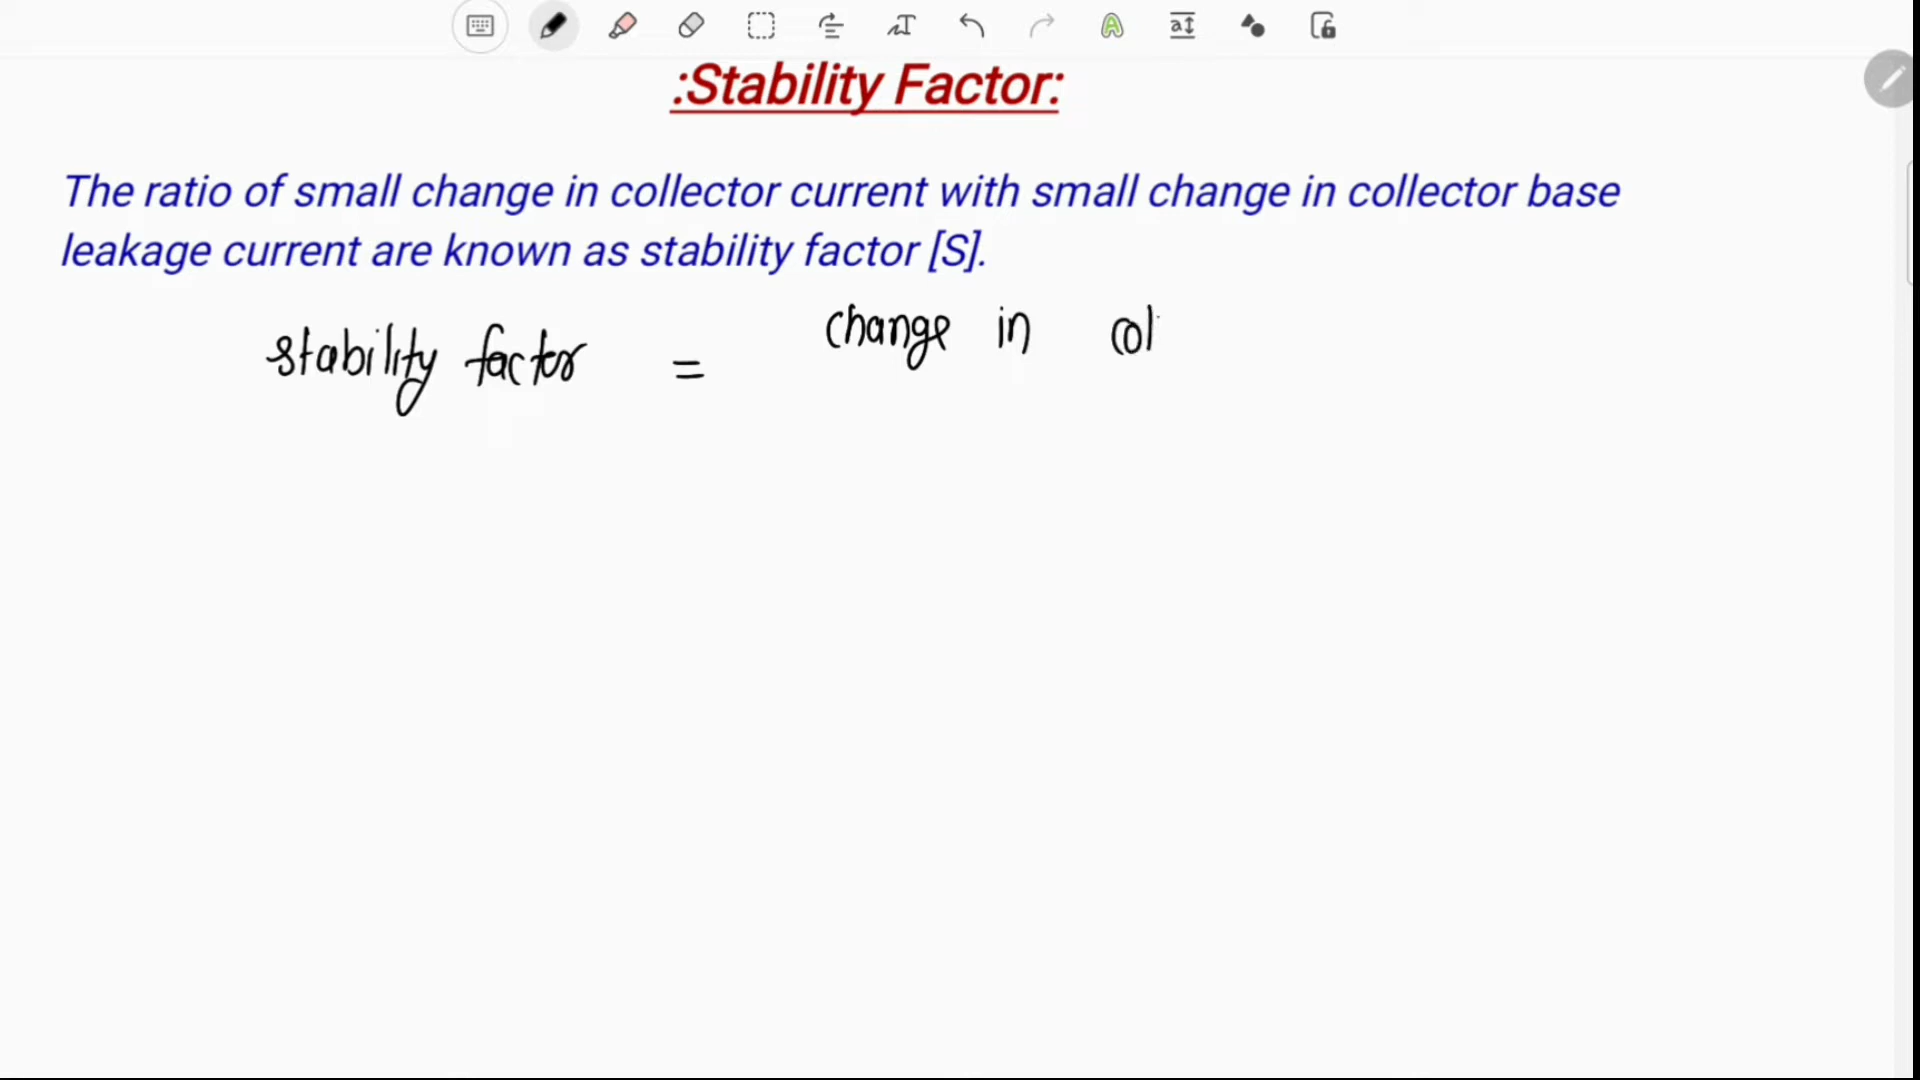 :Stability Factor:
The ratio of small change in collector current with small change in collector base
leakage current are known as stability factor [S].
stability factor = change in col